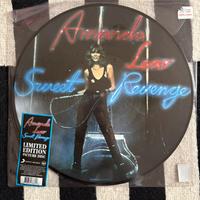 Amanda
Lear
Sweet Revenge
Amanda
Lear
Sweet Revenge
LIMITED
EDITION
PICTURE DISC